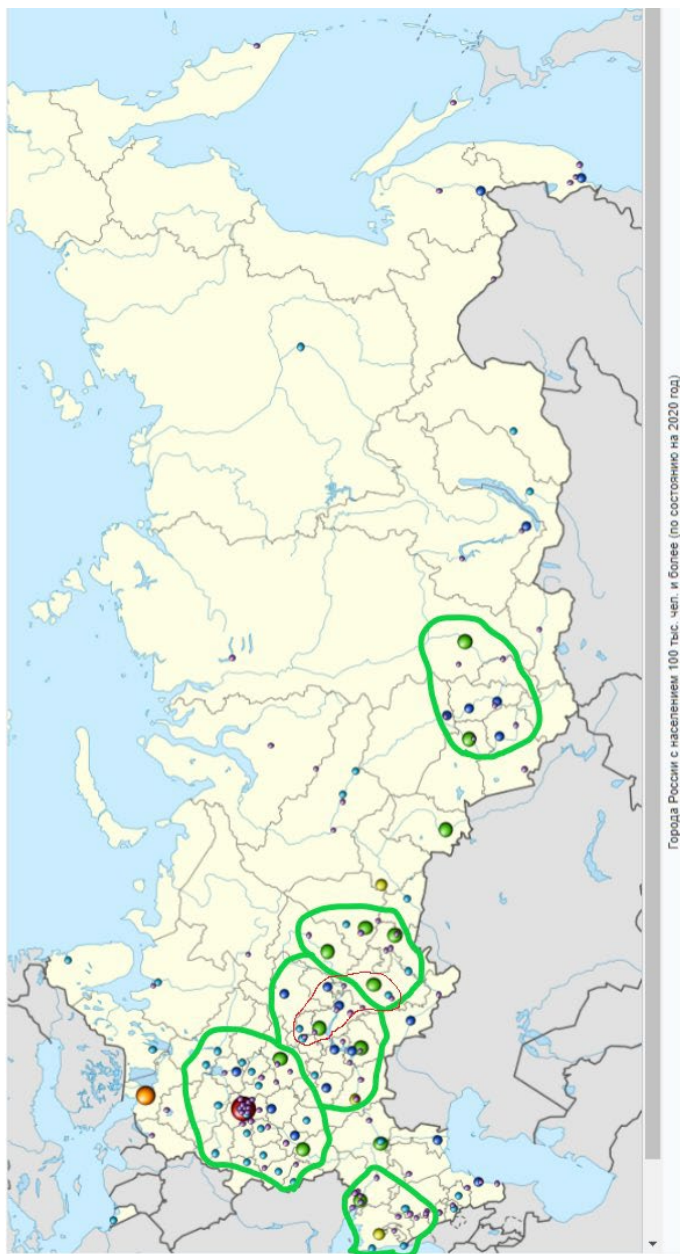 Города России с населением 100 тыс. чел. и более (по состоянию на 2020 год)